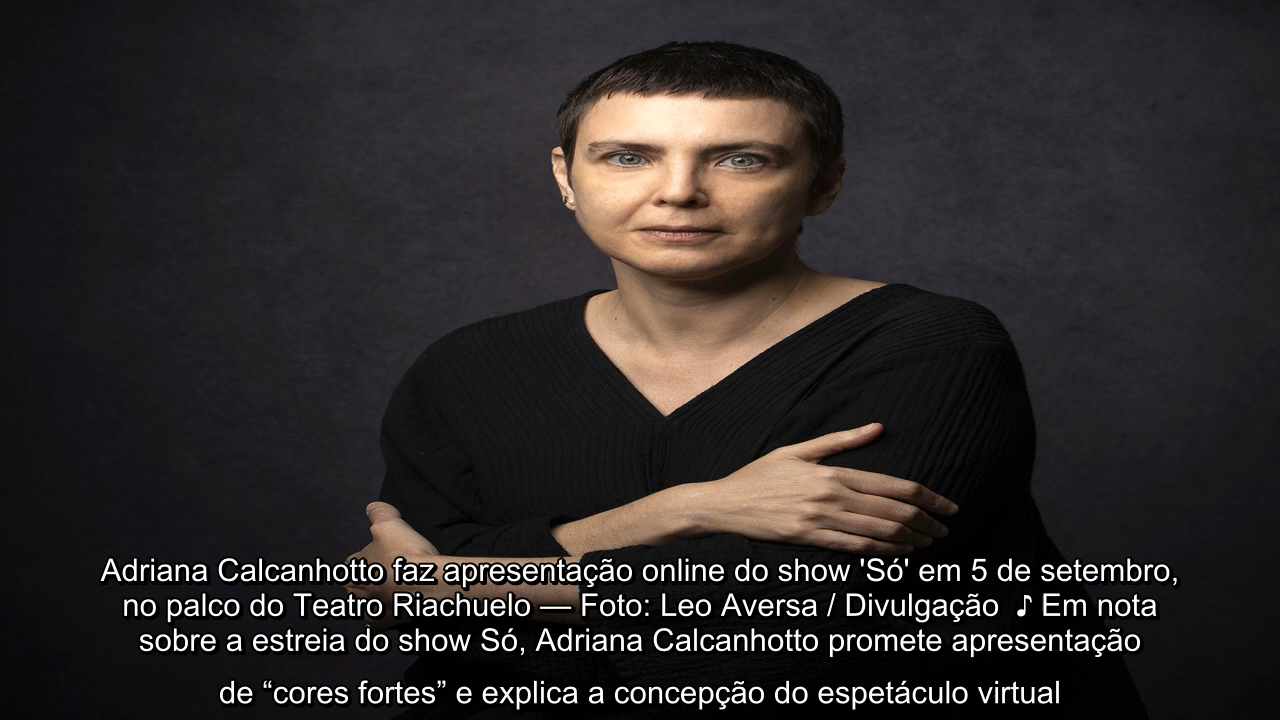 Adriana Calcanhotto faz apresentação online do show 'Só' em 5 de setembro,
no palco do Teatro Riachuelo — Foto: Leo Aversa / Divulgação ♪ Em nota
sobre a estreia do show Só, Adriana Calcanhotto promete apresentação
de “cores fortes” e explica a concepção do espetáculo virtual